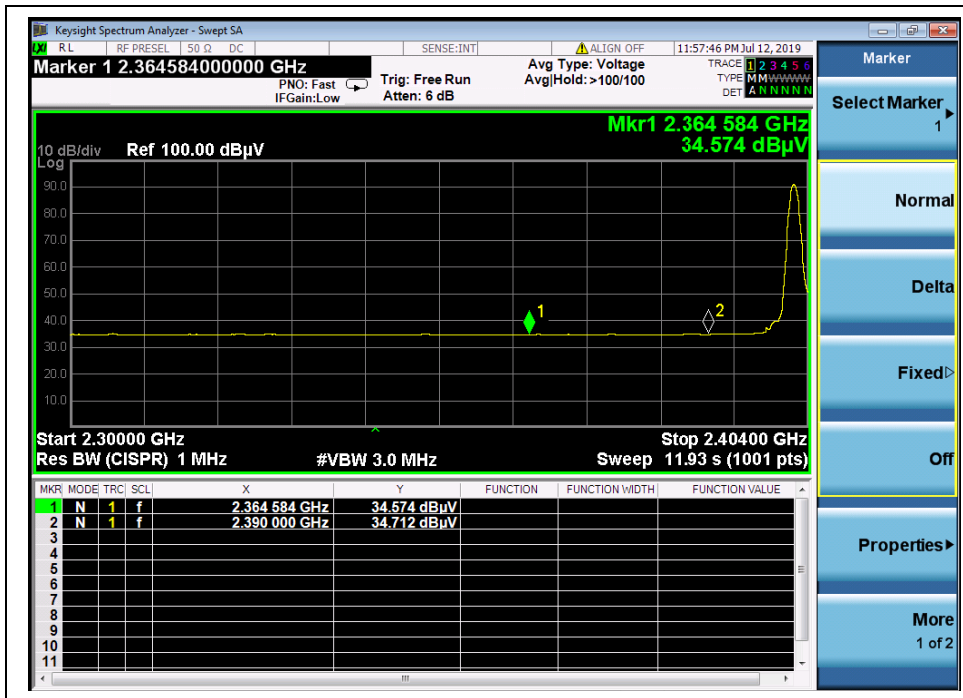 Keysight Spectrum Analyzer - Swept SA
LXI RL RF PRESEL 50 Ω DC SENSE:INT ALIGN OFF 11:57:46 PM Jul 12, 2019
Marker 1 2.364584000000 GHz
PNO: Fast
IFGain:Low
Trig: Free Run
Atten: 6 dB
Avg Type: Voltage
Avg|Hold: >100/100
TRACE 1 2 3 4 5 6
TYPE M M W W W W
DET A N N N N N
Mkr1 2.364 584 GHz
34.574 dBµV
10 dB/div Ref 100.00 dBµV
Log
90.0
80.0
70.0
60.0
50.0
40.0
30.0
20.0
10.0
1
2
Start 2.30000 GHz Stop 2.40400 GHz
Res BW (CISPR) 1 MHz #VBW 3.0 MHz Sweep 11.93 s (1001 pts)
MKR MODE TRC SCL X Y FUNCTION FUNCTION WIDTH FUNCTION VALUE
1 N 1 f 2.364 584 GHz 34.574 dBµV
2 N 1 f 2.390 000 GHz 34.712 dBµV
3
4
5
6
7
8
9
10
11
Marker
Select Marker
1
Normal
Delta
Fixed
Off
Properties
More
1 of 2